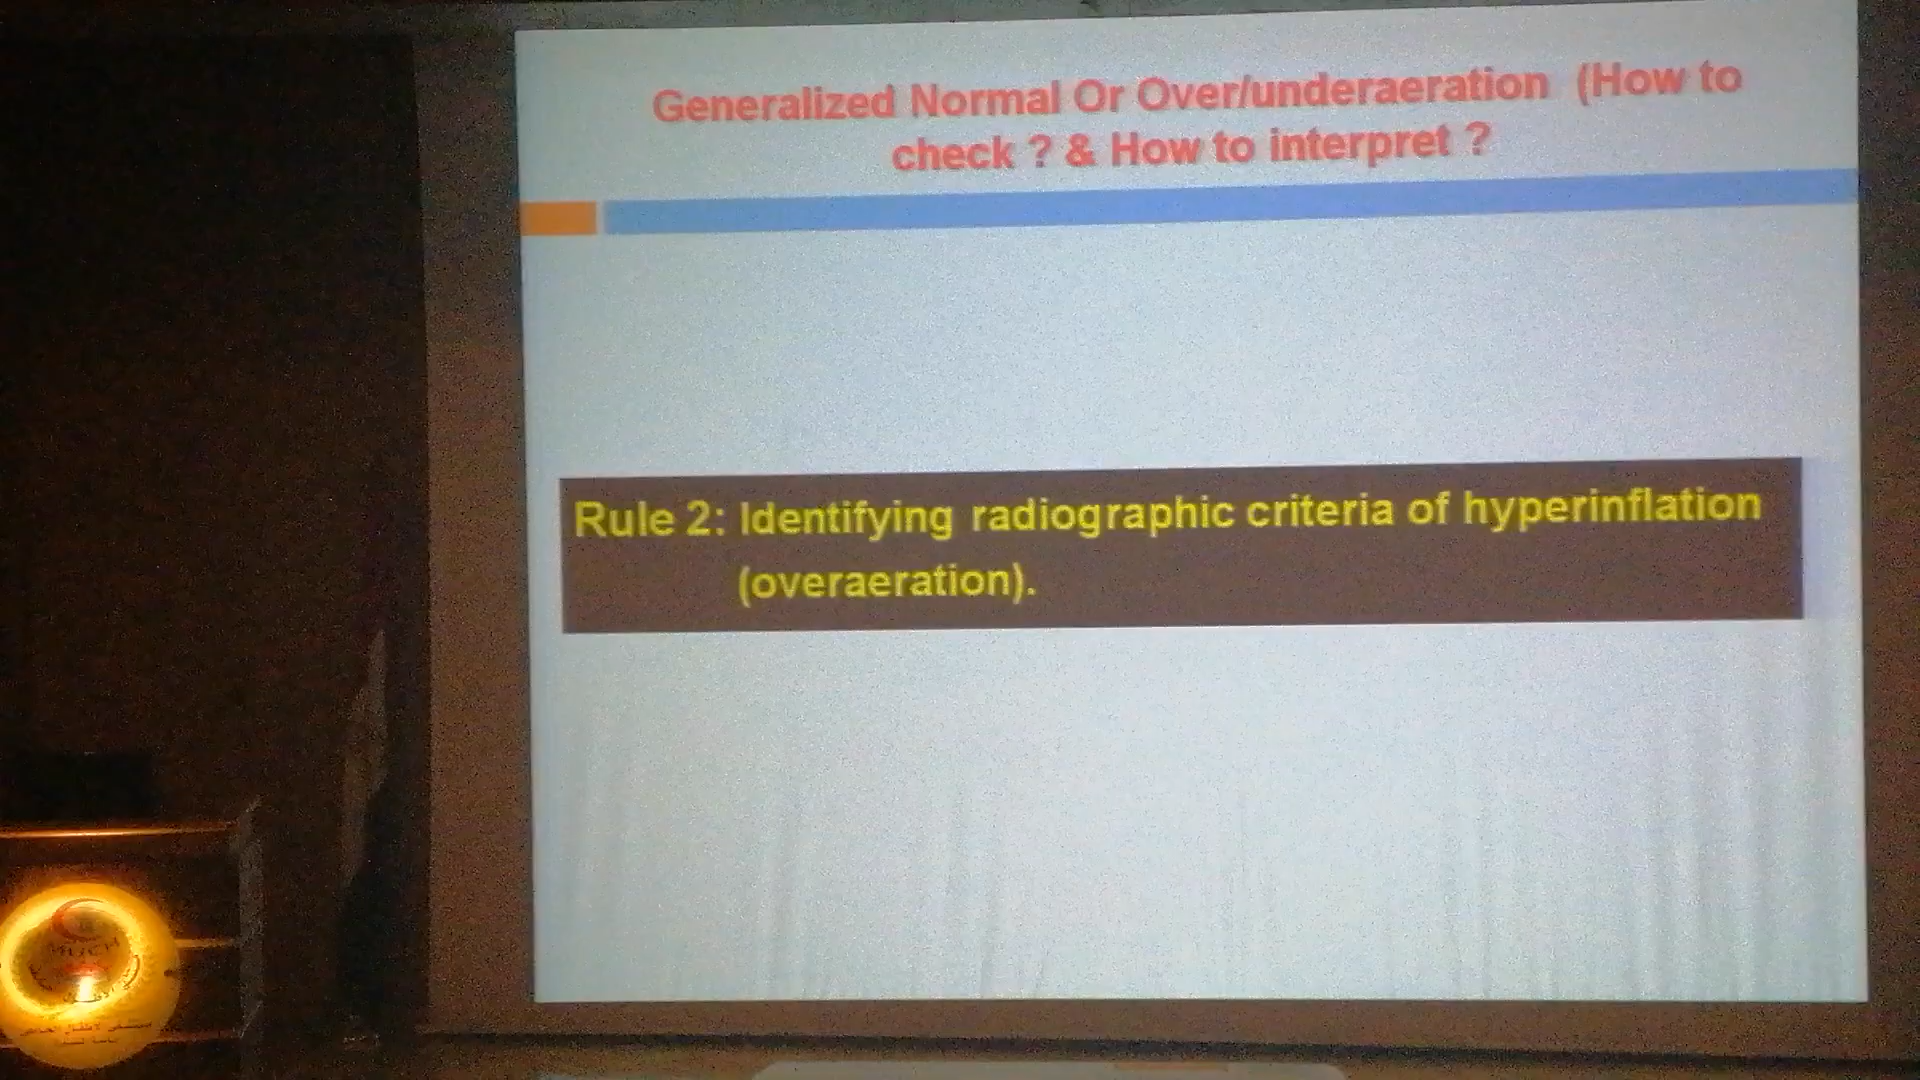 Generalized Normal Or Over/underaeration (How to
check ? & How to interpret ?
Rule 2: Identifying radiographic criteria of hyperinflation
(overaeration).